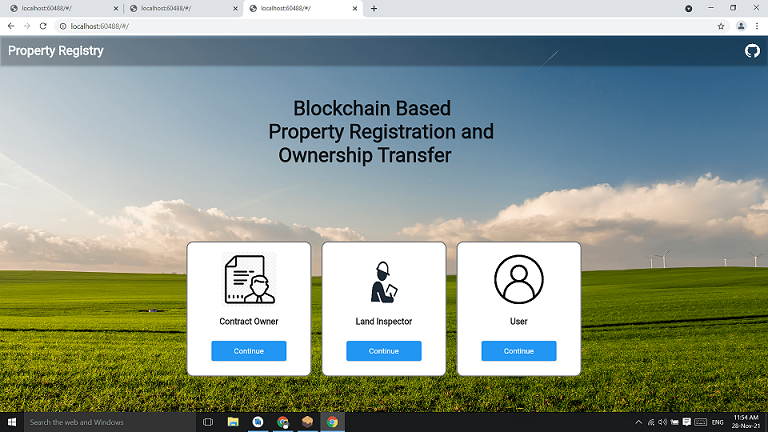 localhost:60488/#/
localhost:60488/#/
localhost:60488/#/
localhost:60488/#/
Property Registry
Blockchain Based
Property Registration and
Ownership Transfer
Contract Owner
Land Inspector
User
Continue
Continue
Continue
Search the web and Windows
ENG
11:54 AM
28-Nov-21